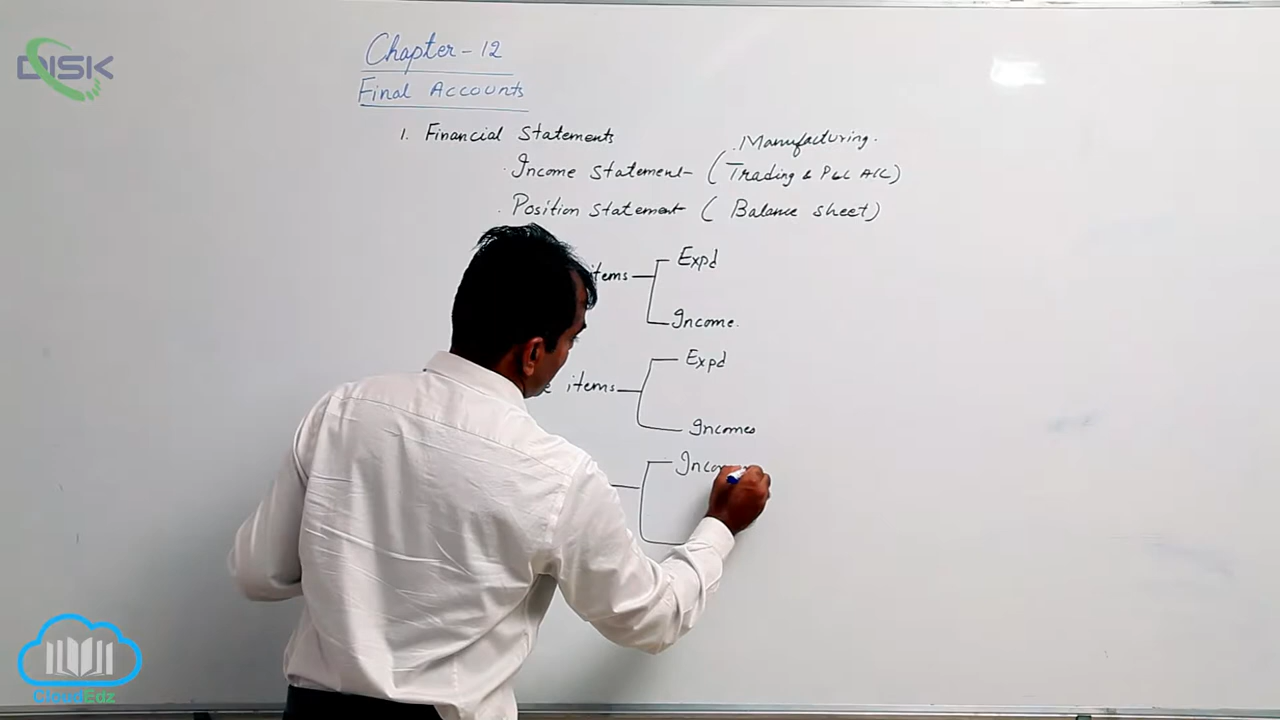 DISK
Chapter-12
Final Accounts
1. Financial Statements
Manufacturing.
. Income Statement - (Trading & P&L A/C)
. Position Statement (Balance Sheet)
items
Expd
Income.
items
Expd
Incomes
CloudEdz